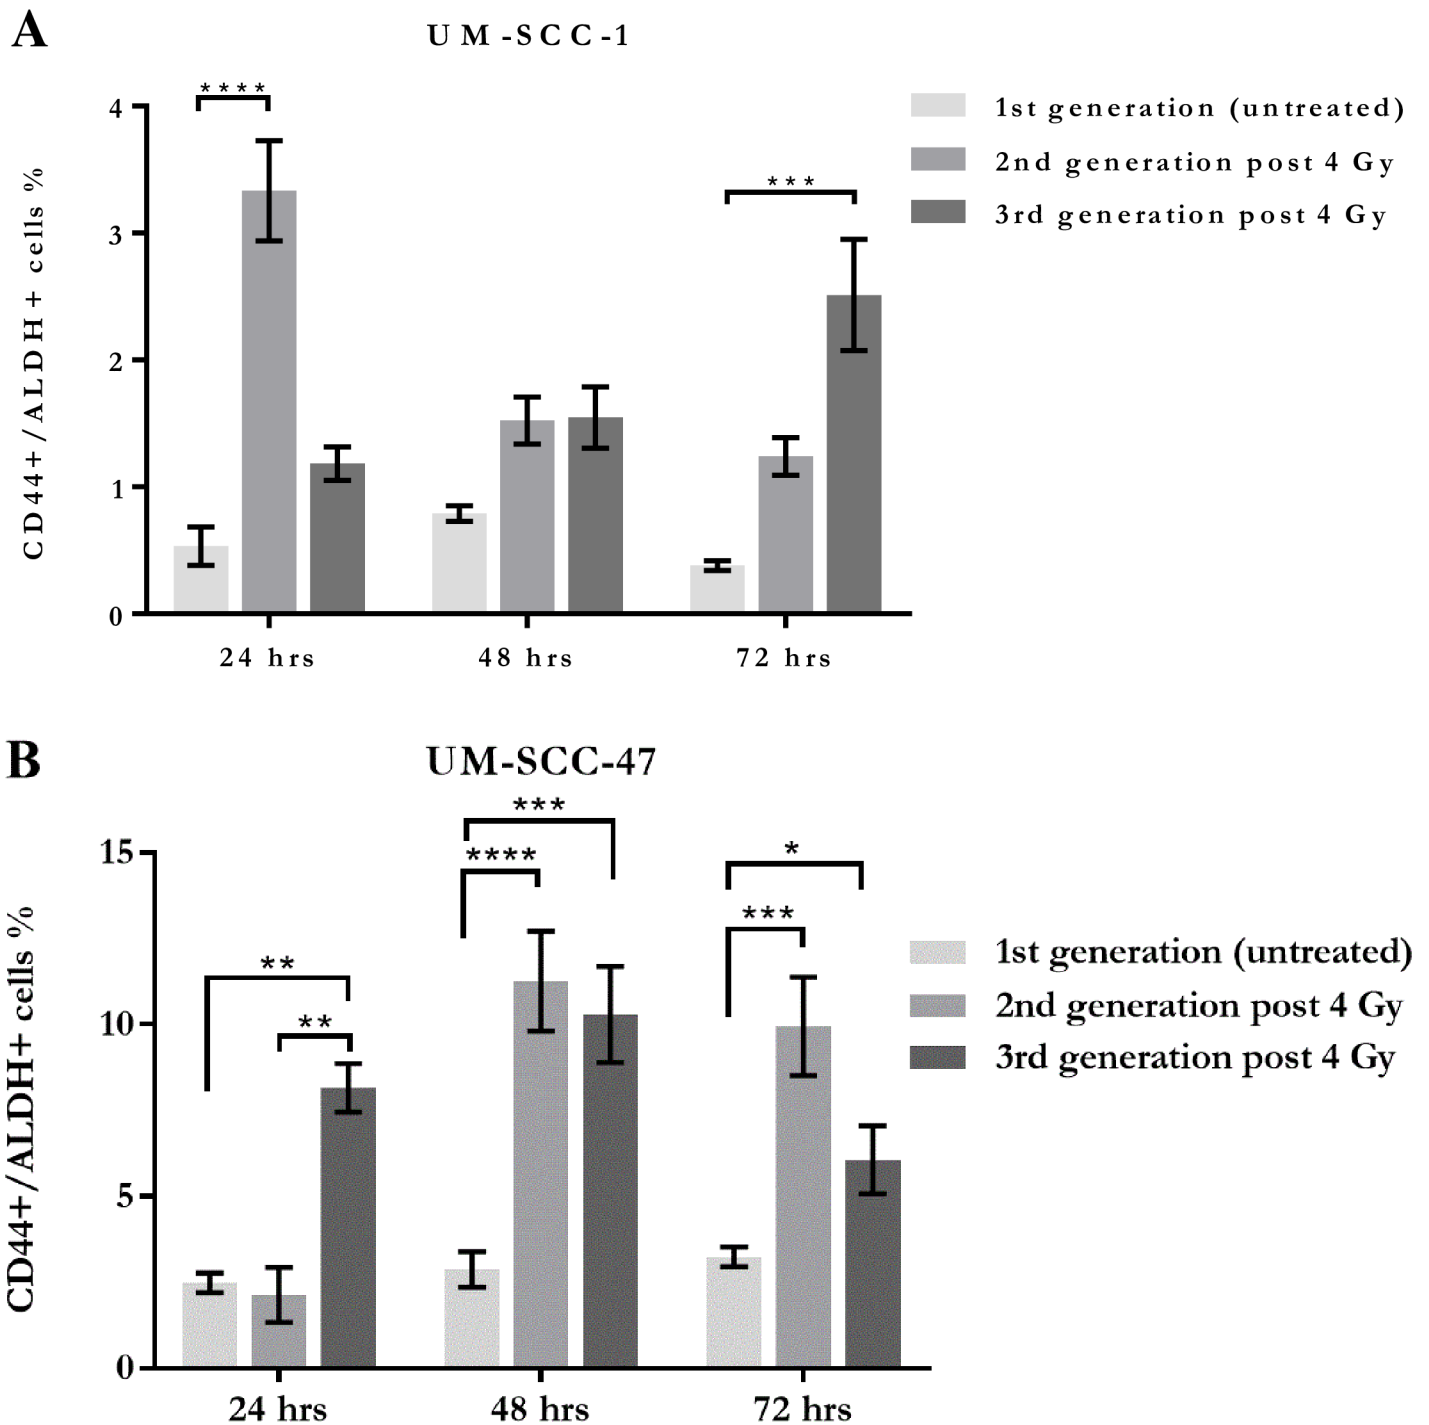 A
UM-SCC-1
CD44+/ALDH+ cells %
4
3
2
1
0
****
***
24 hrs
48 hrs
72 hrs
1st generation (untreated)
2nd generation post 4 Gy
3rd generation post 4 Gy
B
UM-SCC-47
CD44+/ALDH+ cells %
15
10
5
0
**
**
***
****
*
***
24 hrs
48 hrs
72 hrs
1st generation (untreated)
2nd generation post 4 Gy
3rd generation post 4 Gy